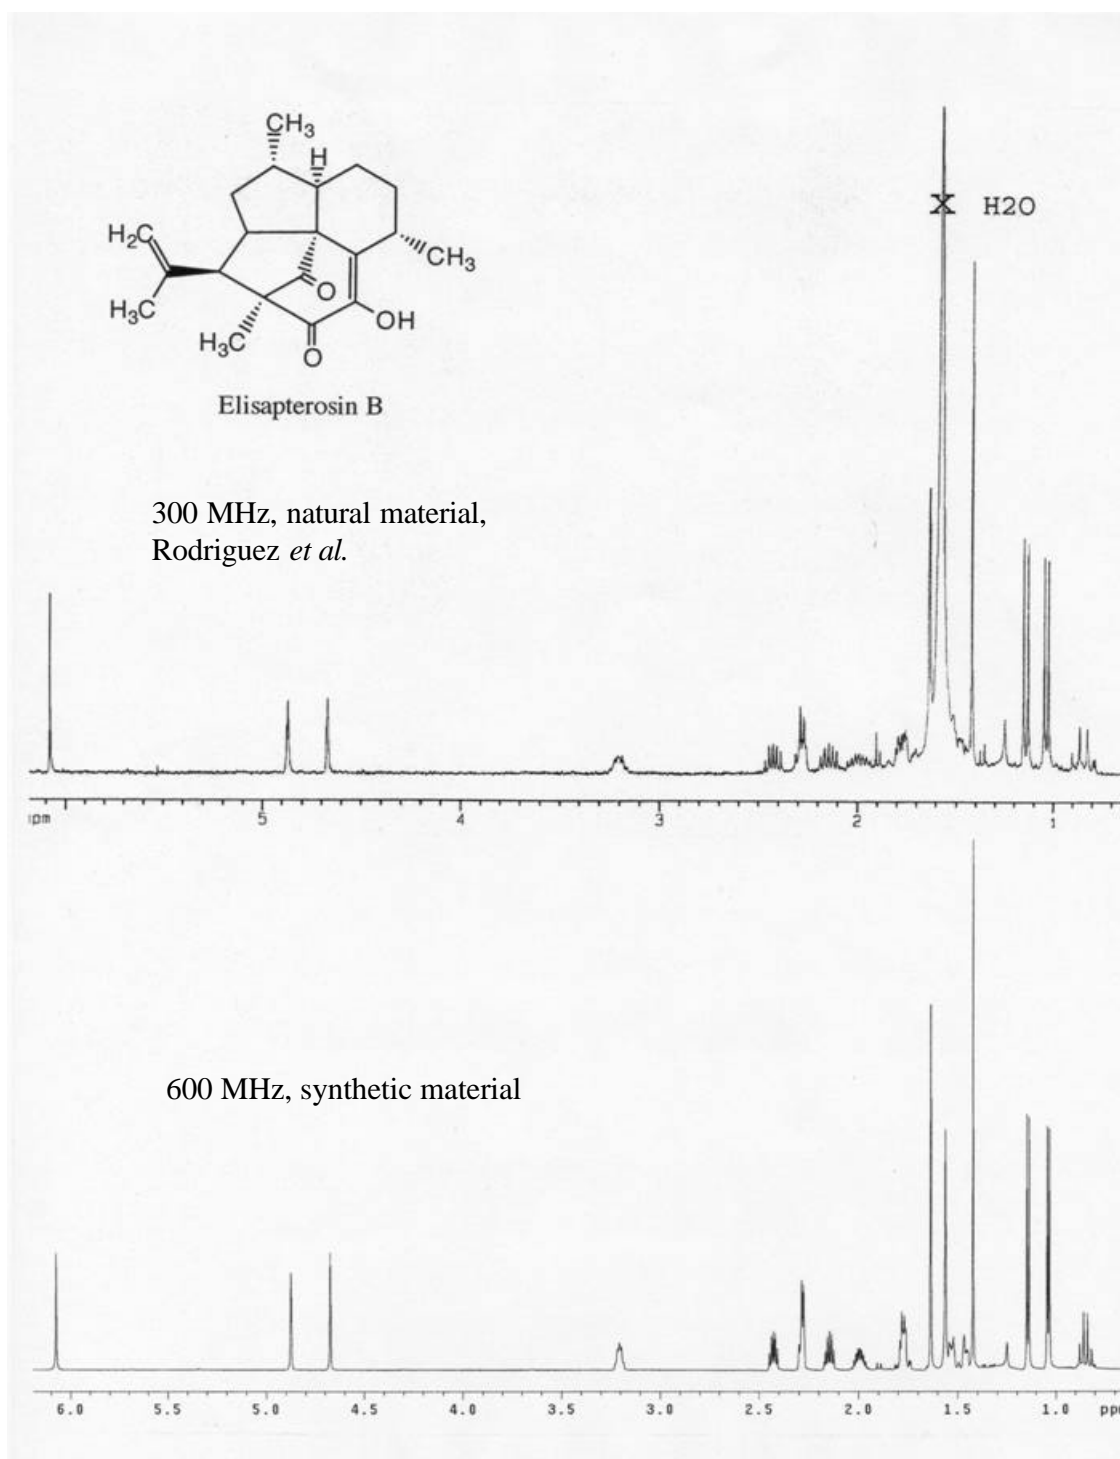 CH3
H
H2C
CH3
O
H3C
OH
H3C
O
Elisapterosin B
X H2O
300 MHz, natural material,
Rodriguez et al.
5 4 3 2 1
600 MHz, synthetic material
6.0 5.5 5.0 4.5 4.0 3.5 3.0 2.5 2.0 1.5 1.0